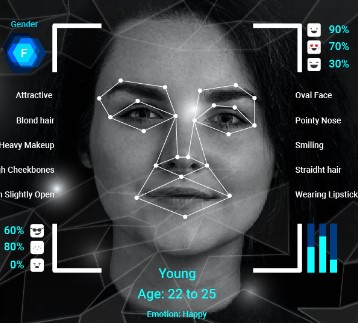 Gender
F
90%
70%
30%
Attractive
Oval Face
Blond hair
Pointy Nose
Heavy Makeup
Smiling
h Cheekbones
Straidht hair
n Slightly Open
Wearing Lipstick
60%
80%
0%
Young
Age: 22 to 25
Emotion: Happy